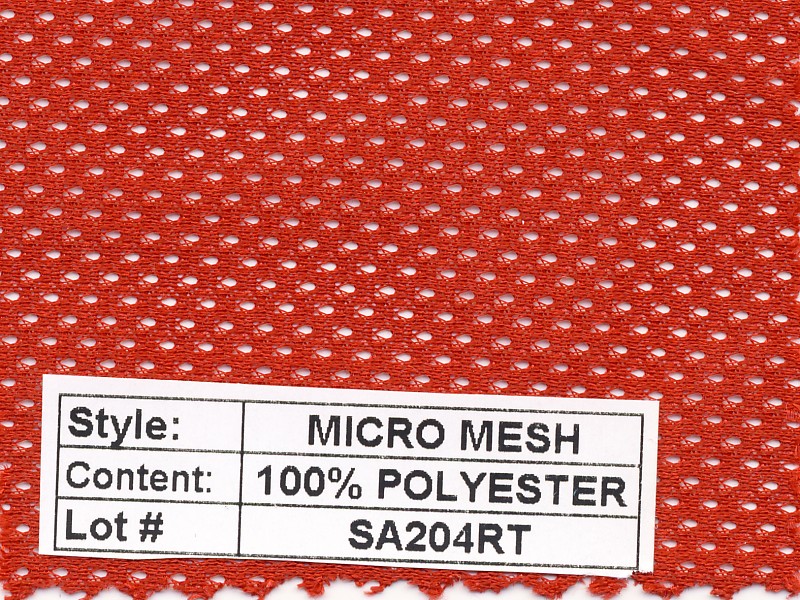 Style: MICRO MESH
Content: 100% POLYESTER
Lot # SA204RT